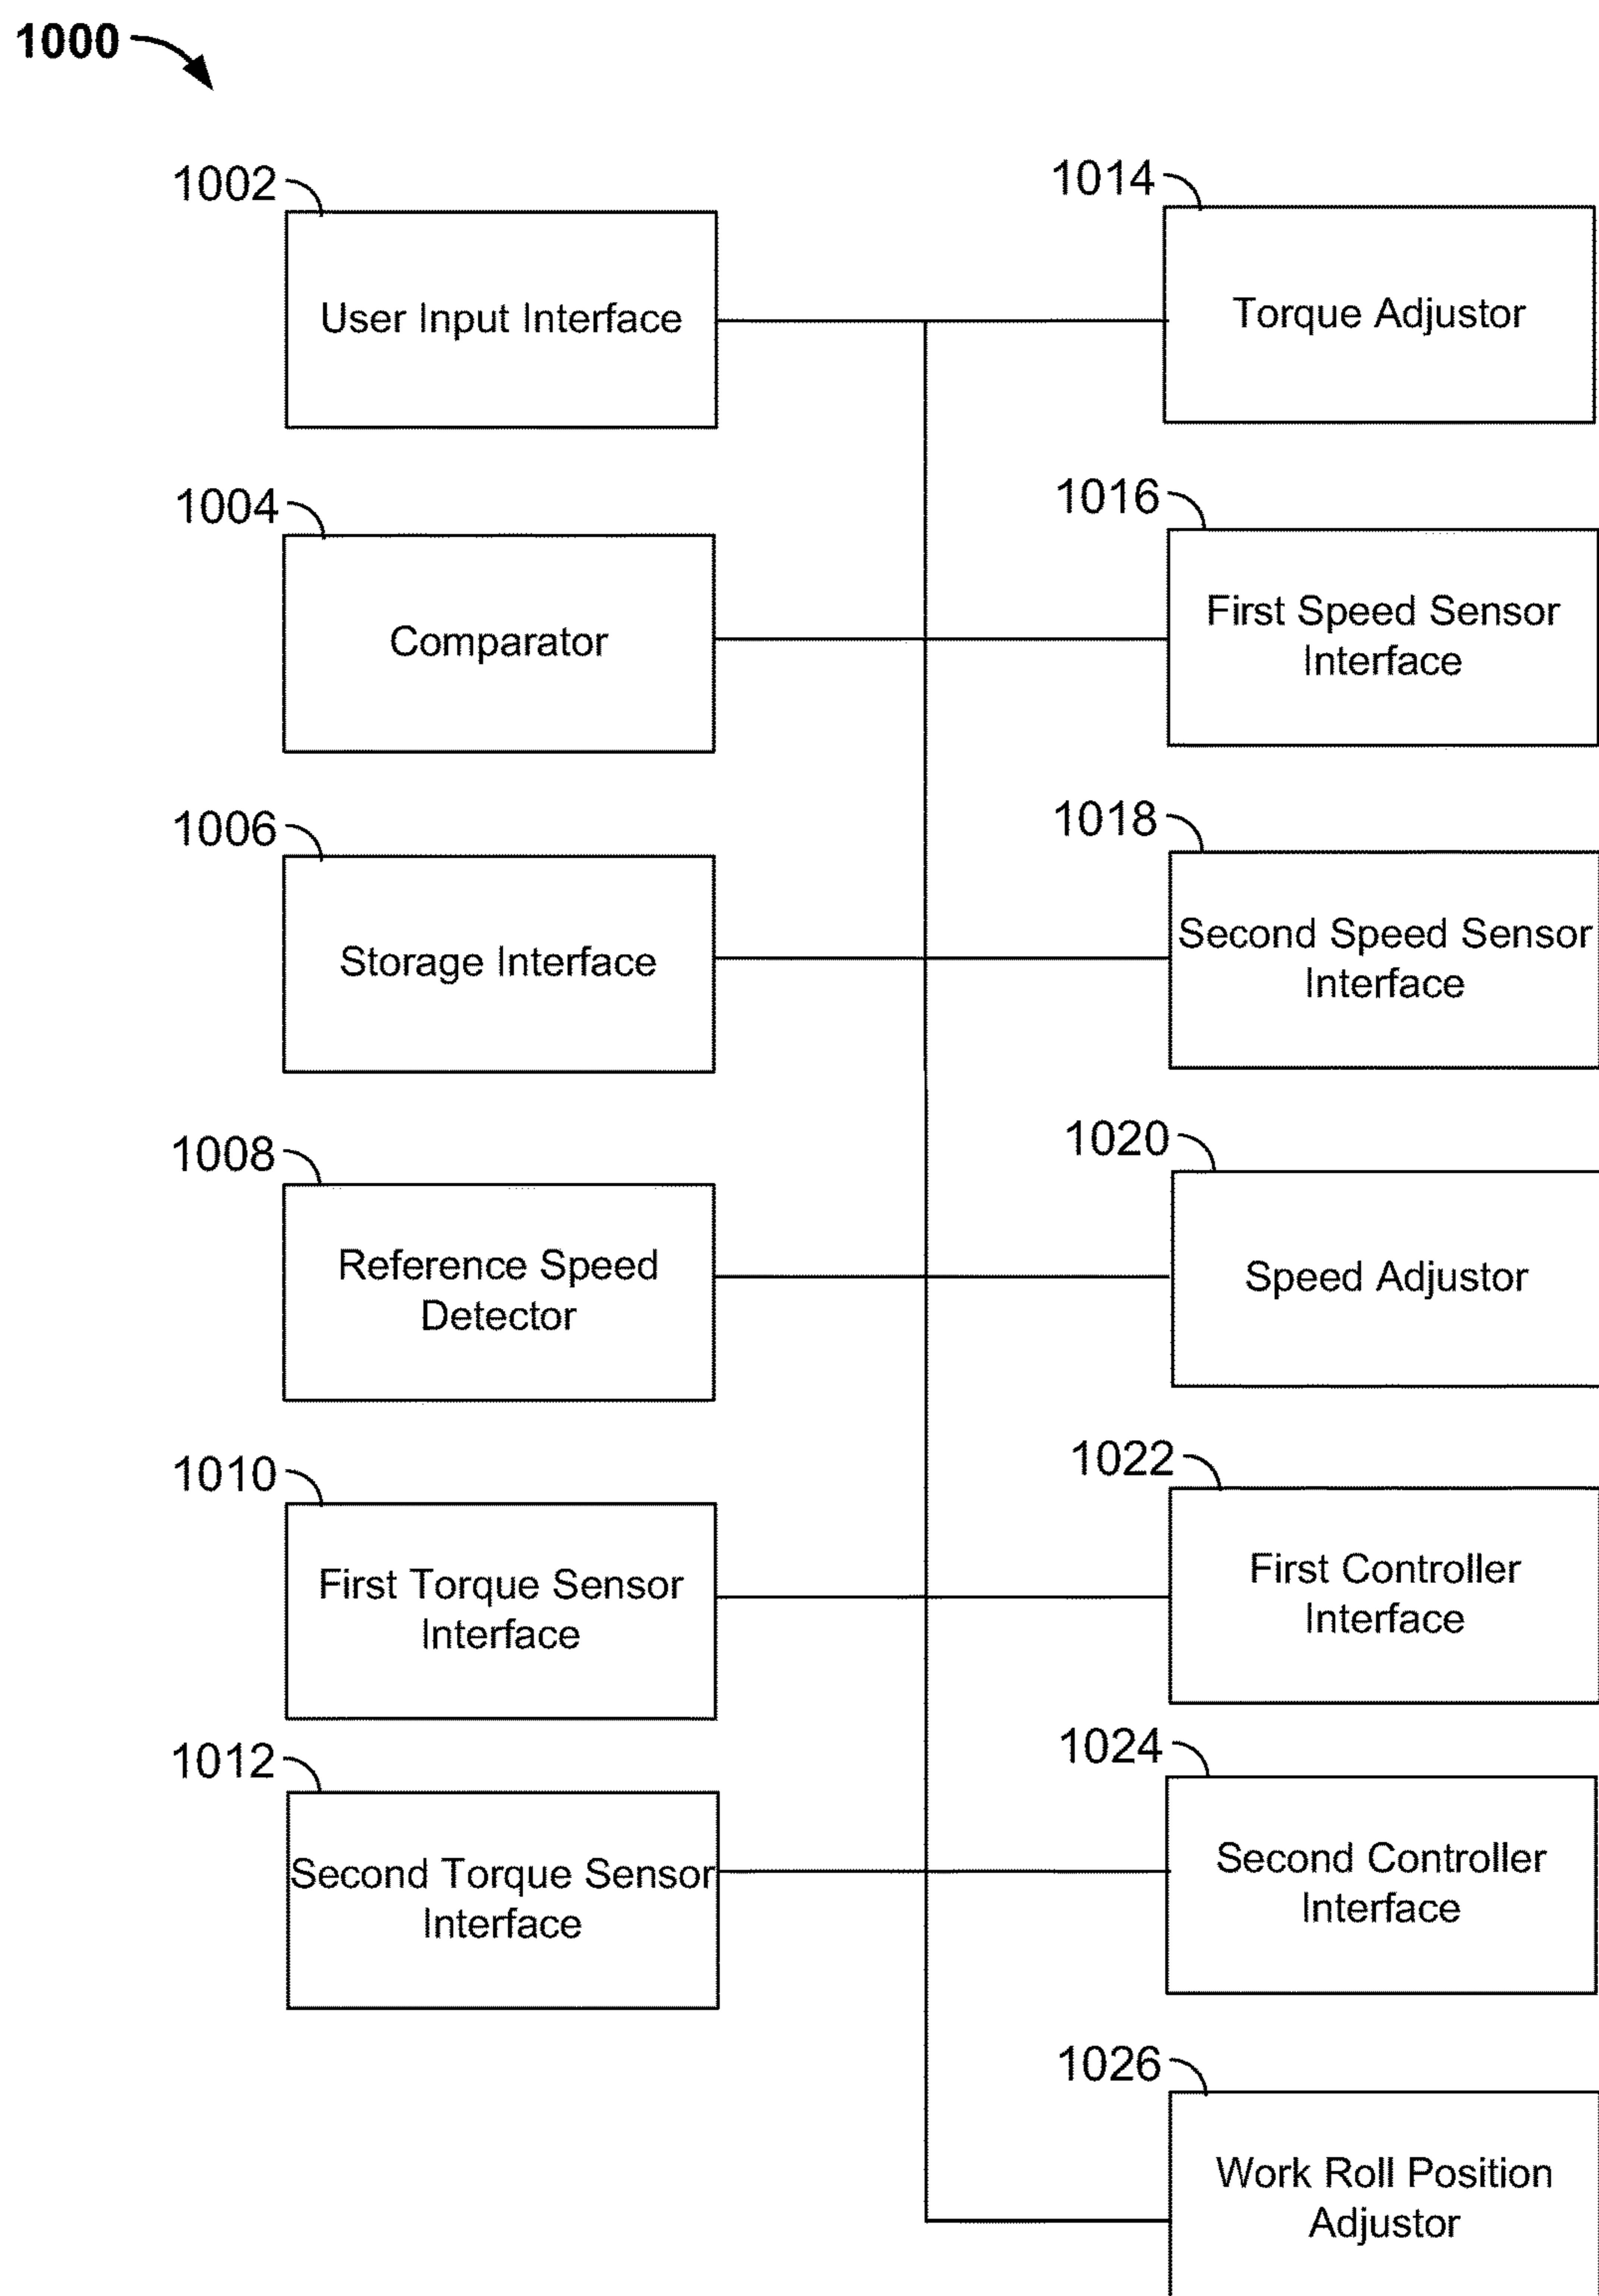 1000
1002
User Input Interface
1004
Comparator
1006
Storage Interface
1008
Reference Speed
Detector
1010
First Torque Sensor
Interface
1012
Second Torque Sensor
Interface
1014
Torque Adjustor
1016
First Speed Sensor
Interface
1018
Second Speed Sensor
Interface
1020
Speed Adjustor
1022
First Controller
Interface
1024
Second Controller
Interface
1026
Work Roll Position
Adjustor